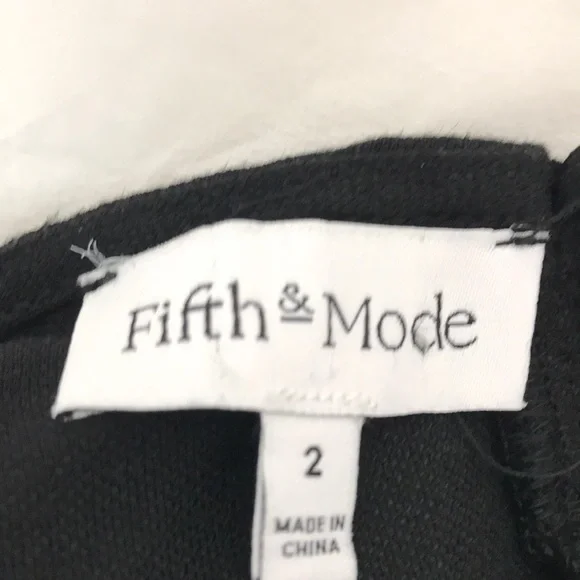 Fifth & Mode
2
MADE IN
CHINA